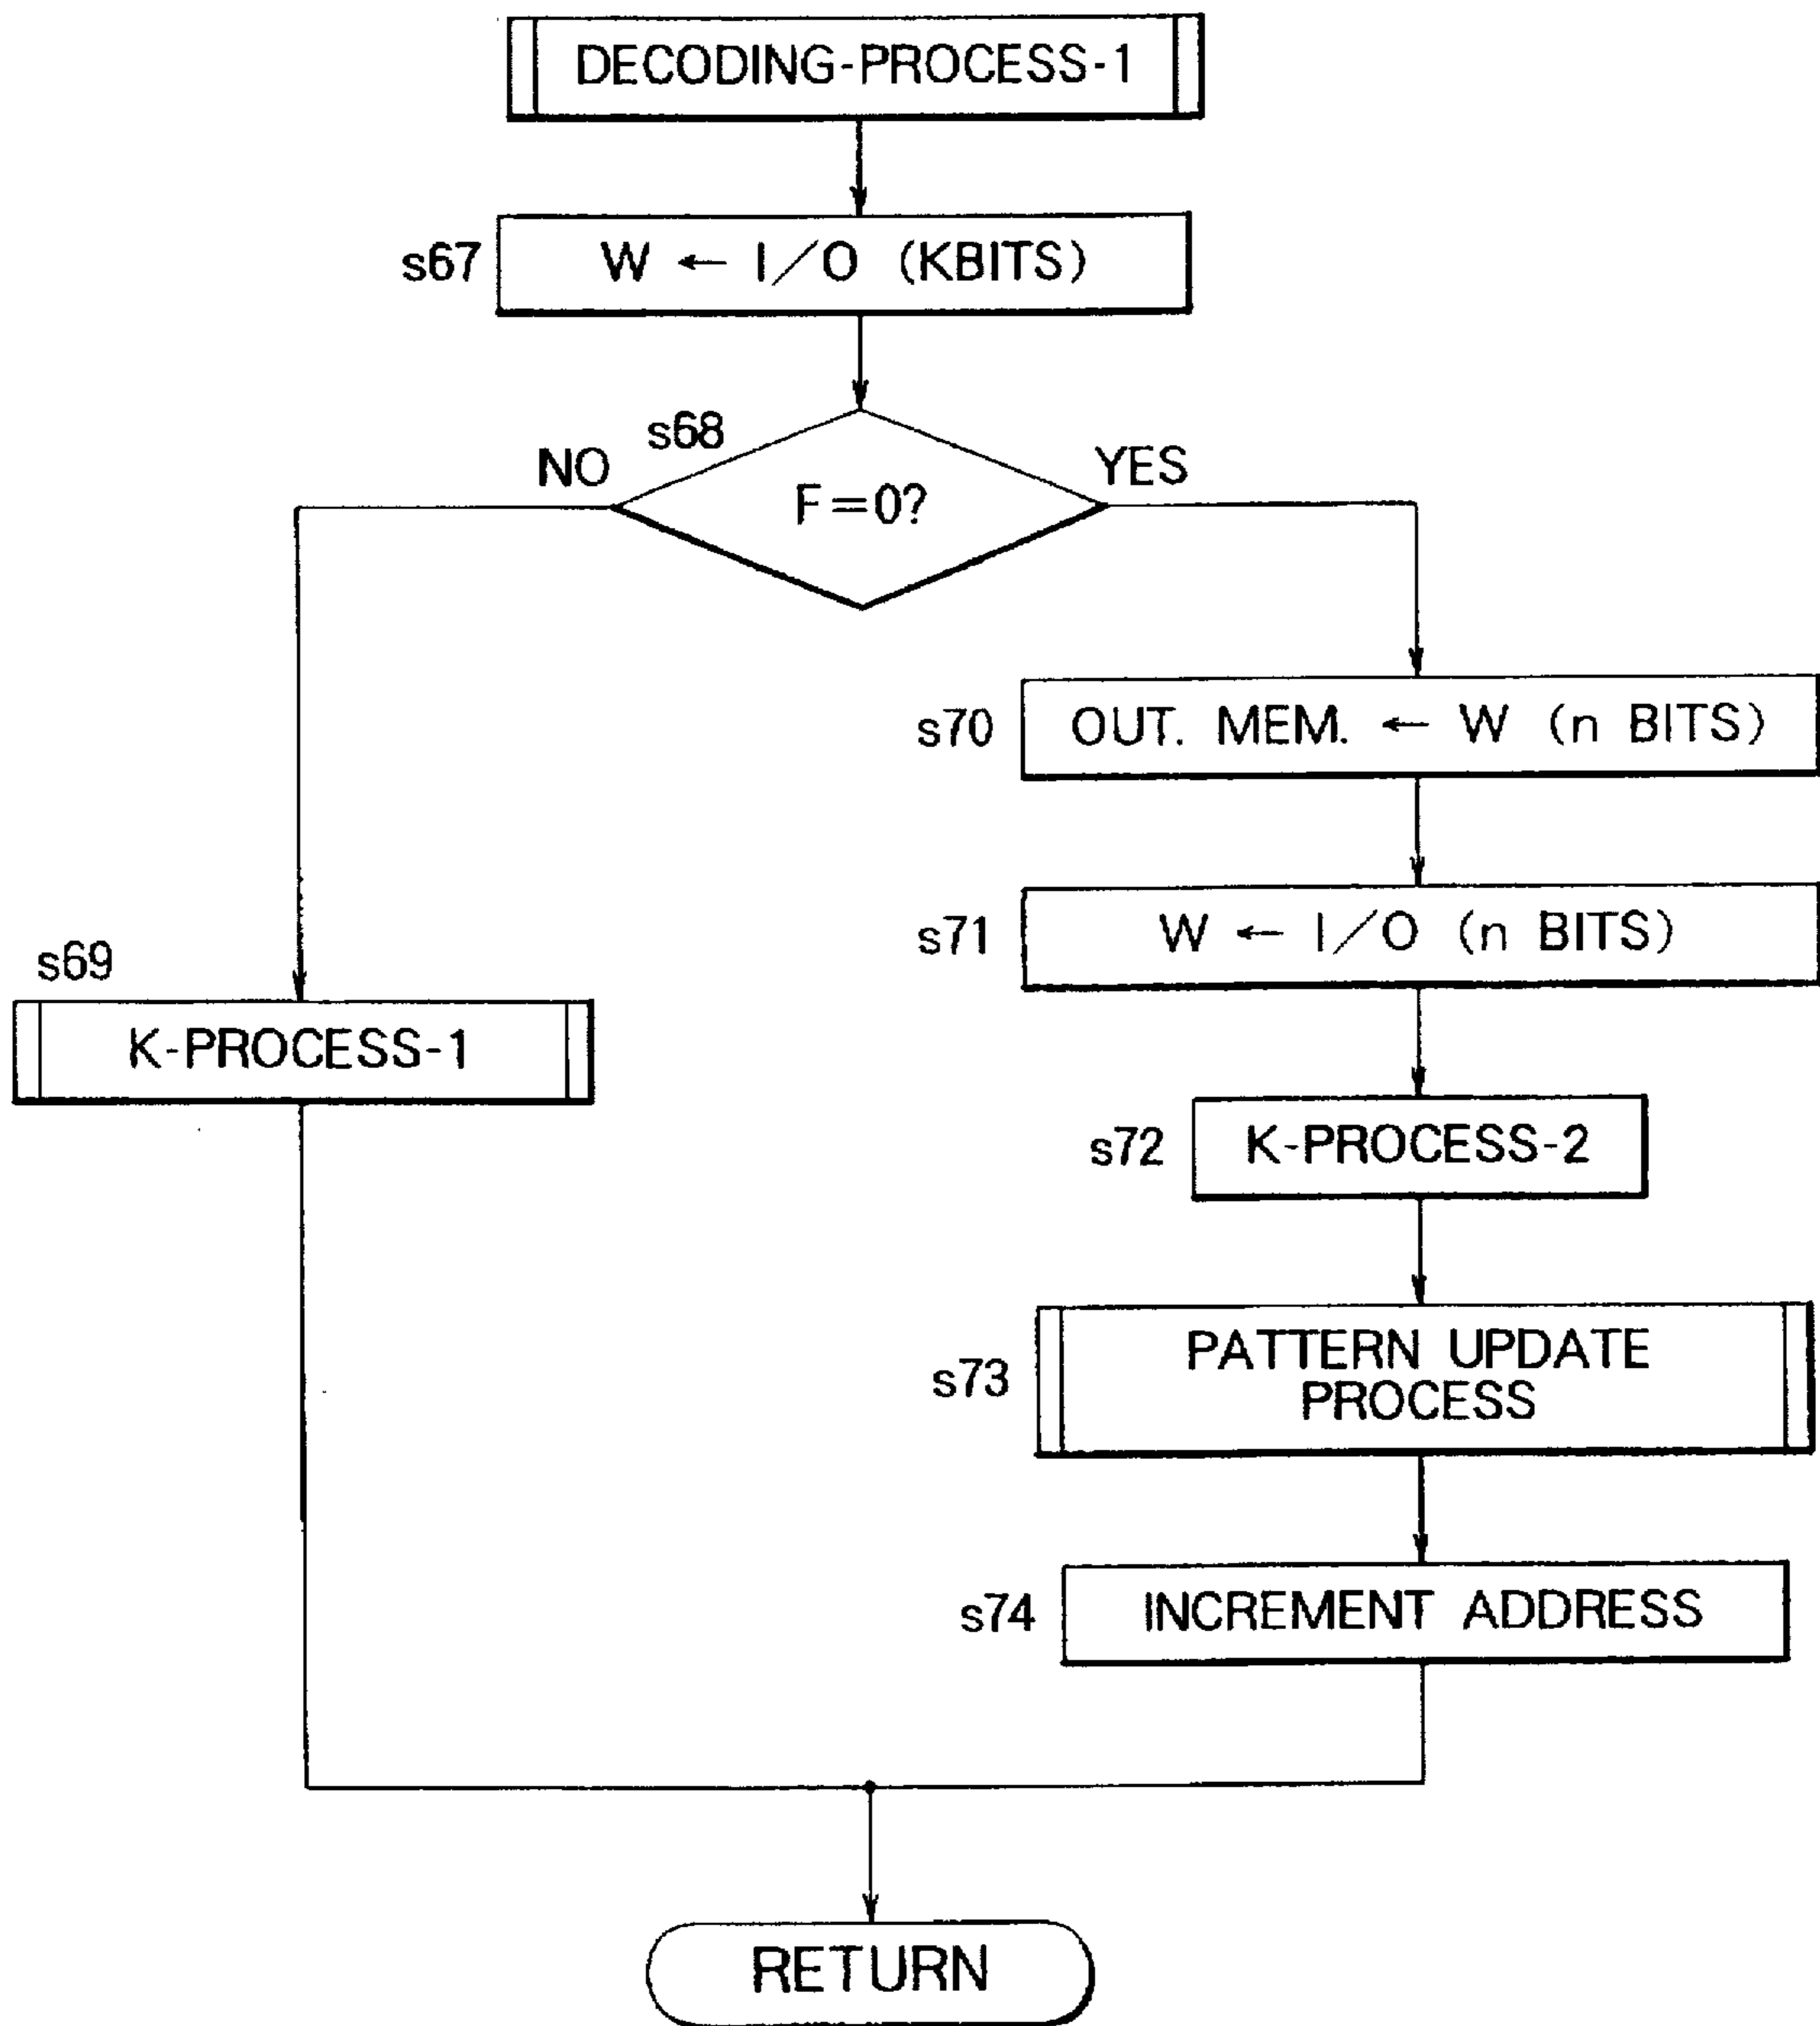 DECODING-PROCESS-1
s67
W ← I/O (KBITS)
s68
NO
YES
F=0?
s70
OUT. MEM. ← W (n BITS)
s71
W ← I/O (n BITS)
s69
K-PROCESS-1
s72
K-PROCESS-2
s73
PATTERN UPDATE
PROCESS
s74
INCREMENT ADDRESS
RETURN